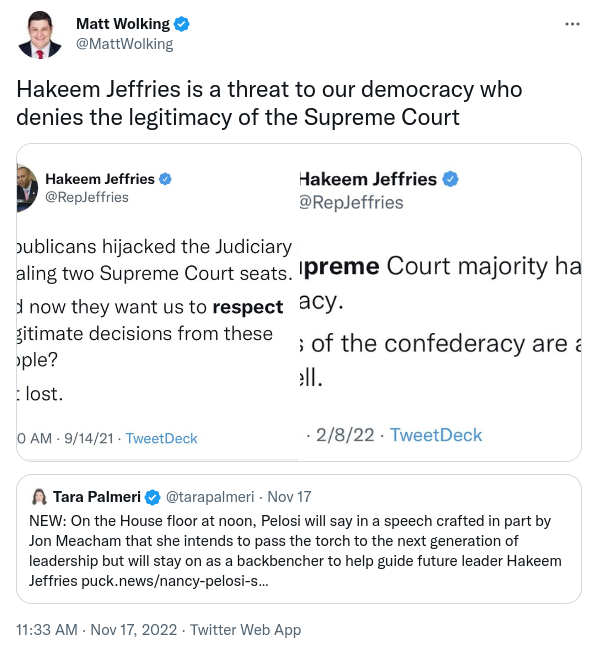 Matt Wolking
@MattWolking
Hakeem Jeffries is a threat to our democracy who
denies the legitimacy of the Supreme Court
Hakeem Jeffries
@RepJeffries
publicans hijacked the Judiciary
aling two Supreme Court seats.
d now they want us to respect
gitimate decisions from these
ople?
t lost.
0 AM · 9/14/21 · TweetDeck
Hakeem Jeffries
@RepJeffries
upreme Court majority ha
acy.
s of the confederacy are a
ell.
· 2/8/22 · TweetDeck
Tara Palmeri @tarapalmeri · Nov 17
NEW: On the House floor at noon, Pelosi will say in a speech crafted in part by
Jon Meacham that she intends to pass the torch to the next generation of
leadership but will stay on as a backbencher to help guide future leader Hakeem
Jeffries puck.news/nancy-pelosi-s...
11:33 AM · Nov 17, 2022 · Twitter Web App